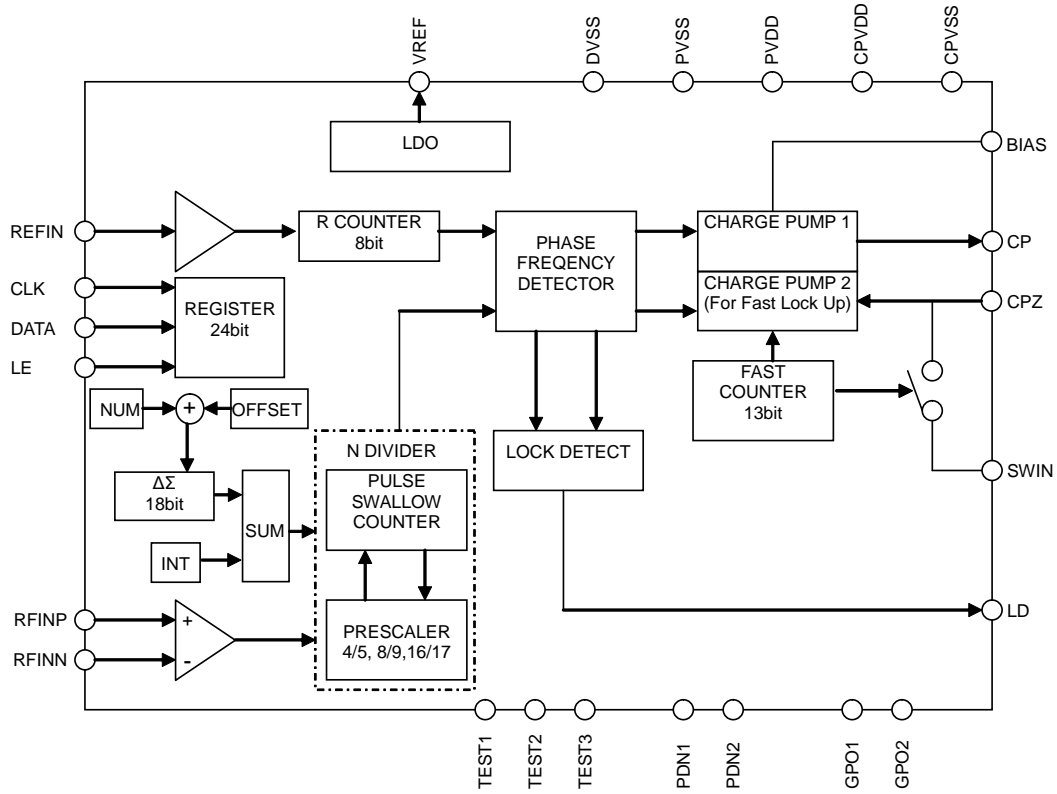 VREF
DVSS
PVSS
PVDD
CPVDD
CPVSS
LDO
BIAS
REFIN
R COUNTER
8bit
PHASE
FREQENCY
DETECTOR
CHARGE PUMP 1
CP
CHARGE PUMP 2
(For Fast Lock Up)
CPZ
CLK
DATA
LE
REGISTER
24bit
FAST
COUNTER
13bit
NUM
+
OFFSET
N DIVIDER
LOCK DETECT
SWIN
ΔΣ
18bit
SUM
PULSE
SWALLOW
COUNTER
INT
RFINP
+
RFINN
-
PRESCALER
4/5, 8/9,16/17
LD
TEST1
TEST2
TEST3
PDN1
PDN2
GPO1
GPO2